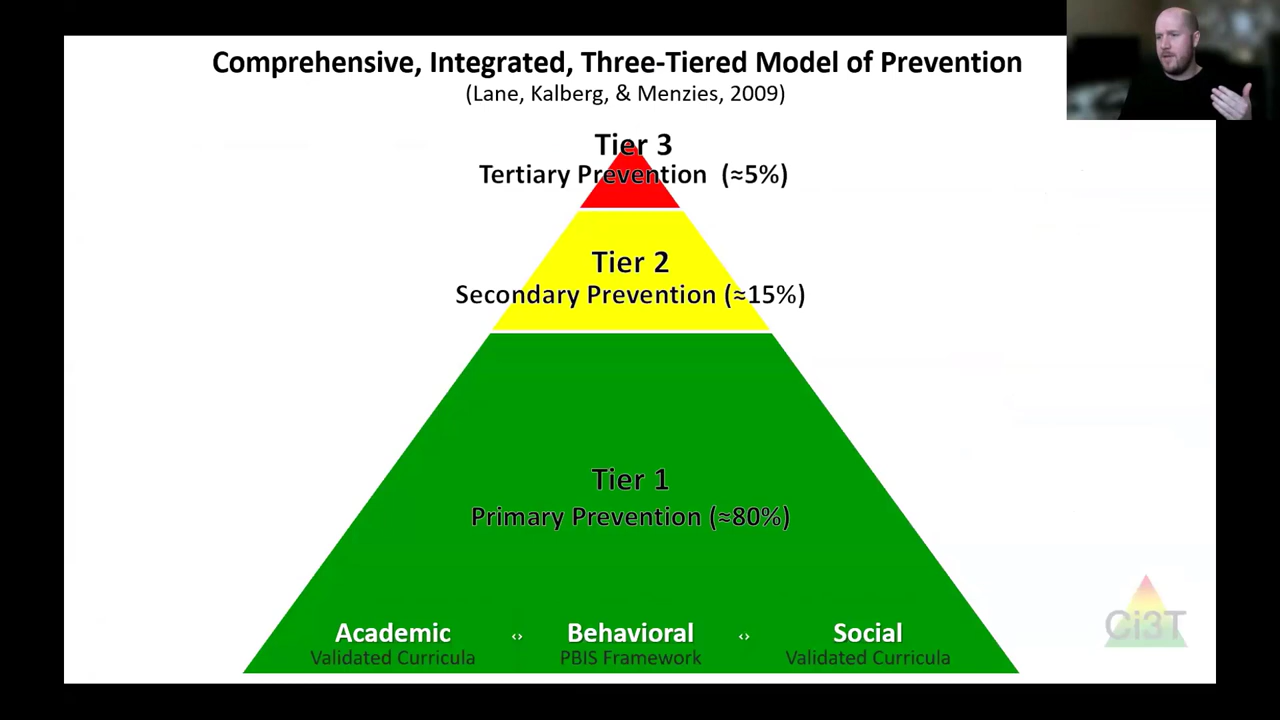 Comprehensive, Integrated, Three-Tiered Model of Prevention
(Lane, Kalberg, & Menzies, 2009)
Tier 3
Tertiary Prevention (≈5%)
Tier 2
Secondary Prevention (≈15%)
Tier 1
Primary Prevention (≈80%)
Academic <> Behavioral <> Social
Validated Curricula PBIS Framework Validated Curricula
Ci3T